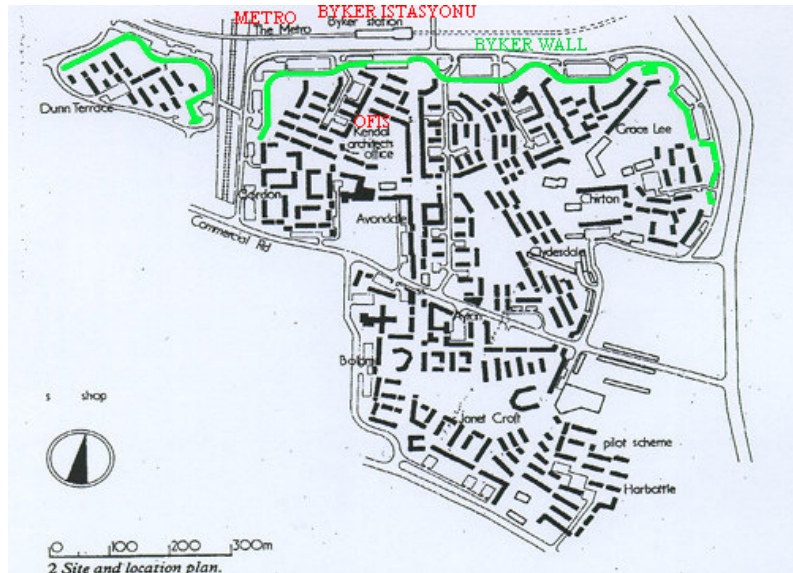 METRO
BYKER ISTASYONU
Byker station
The Metro
BYKER WALL
Dunn Terrace
OFIS
Kendal
architects
office
Grace Lee
Gordon
Avondale
Chirton
Commercial Rd
Clydesdale
Ayton
Bolam
s shop
Janet Croft
pilot scheme
Harbottle
0 100 200 300m
2 Site and location plan.